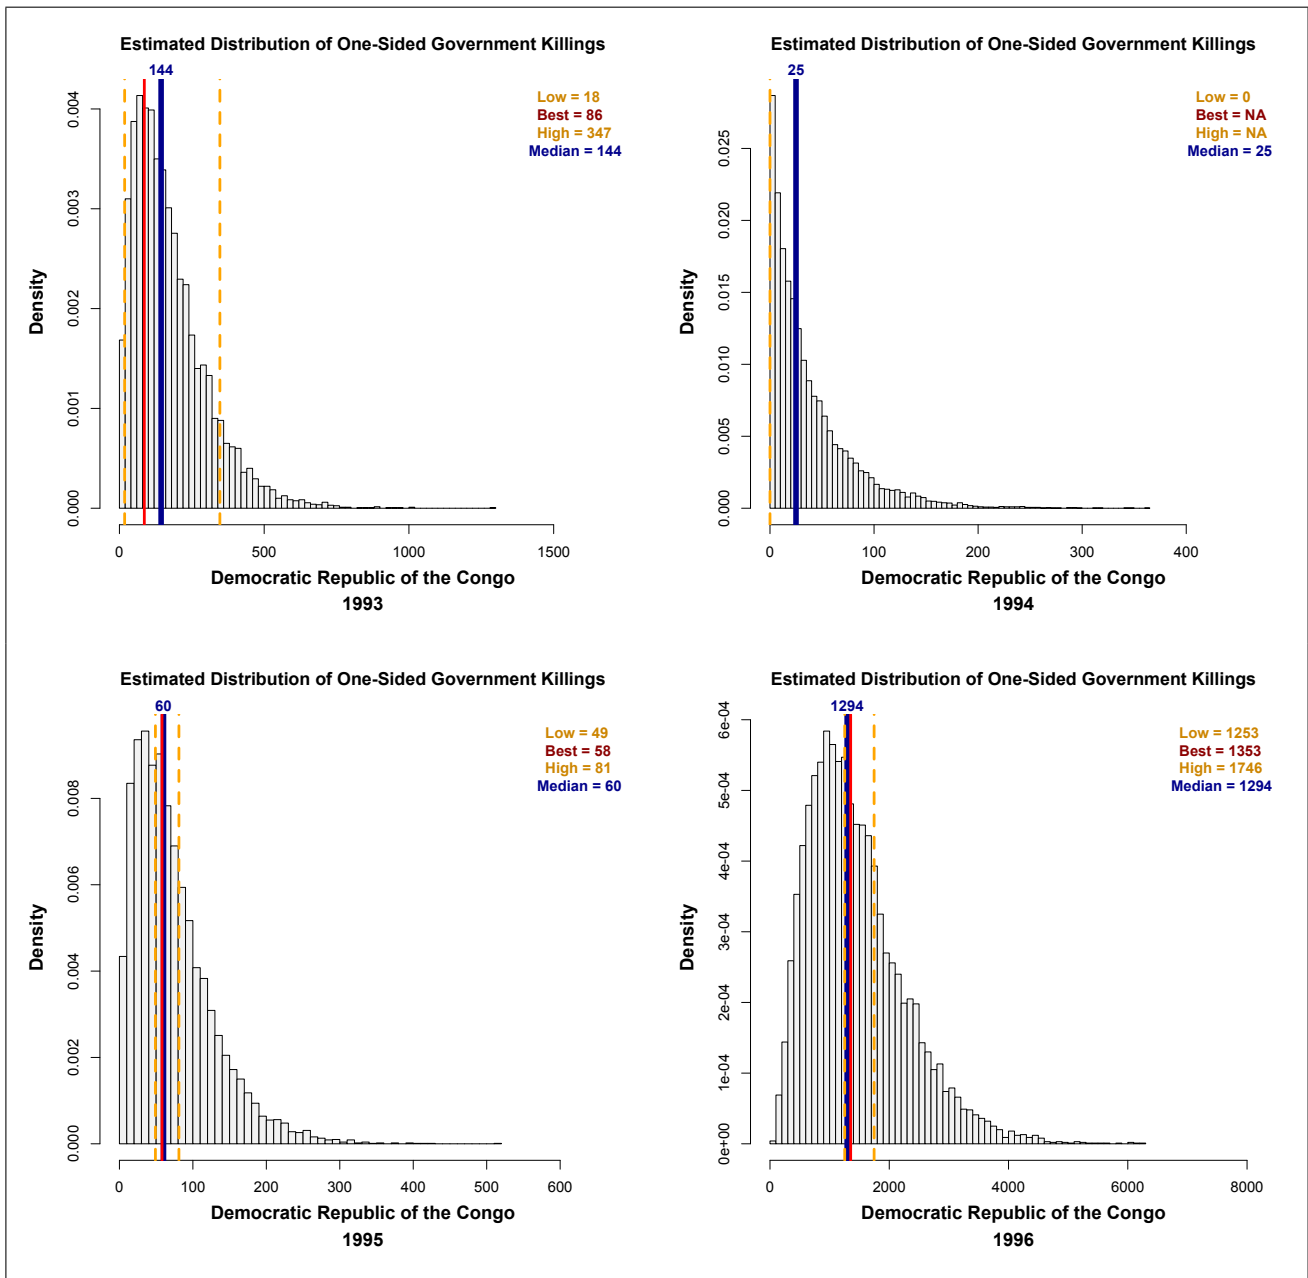 Estimated Distribution of One-Sided Government Killings
144
Low = 18
Best = 86
High = 347
Median = 144
Density
0.004
0.003
0.002
0.001
0.000
0
500
1000
1500
Democratic Republic of the Congo
1993
Estimated Distribution of One-Sided Government Killings
25
Low = 0
Best = NA
High = NA
Median = 25
Density
0.025
0.020
0.015
0.010
0.005
0.000
0
100
200
300
400
Democratic Republic of the Congo
1994
Estimated Distribution of One-Sided Government Killings
60
Low = 49
Best = 58
High = 81
Median = 60
Density
0.008
0.006
0.004
0.002
0.000
0
100
200
300
400
500
600
Democratic Republic of the Congo
1995
Estimated Distribution of One-Sided Government Killings
1294
Low = 1253
Best = 1353
High = 1746
Median = 1294
Density
6e-04
5e-04
4e-04
3e-04
2e-04
1e-04
0e+00
0
2000
4000
6000
8000
Democratic Republic of the Congo
1996